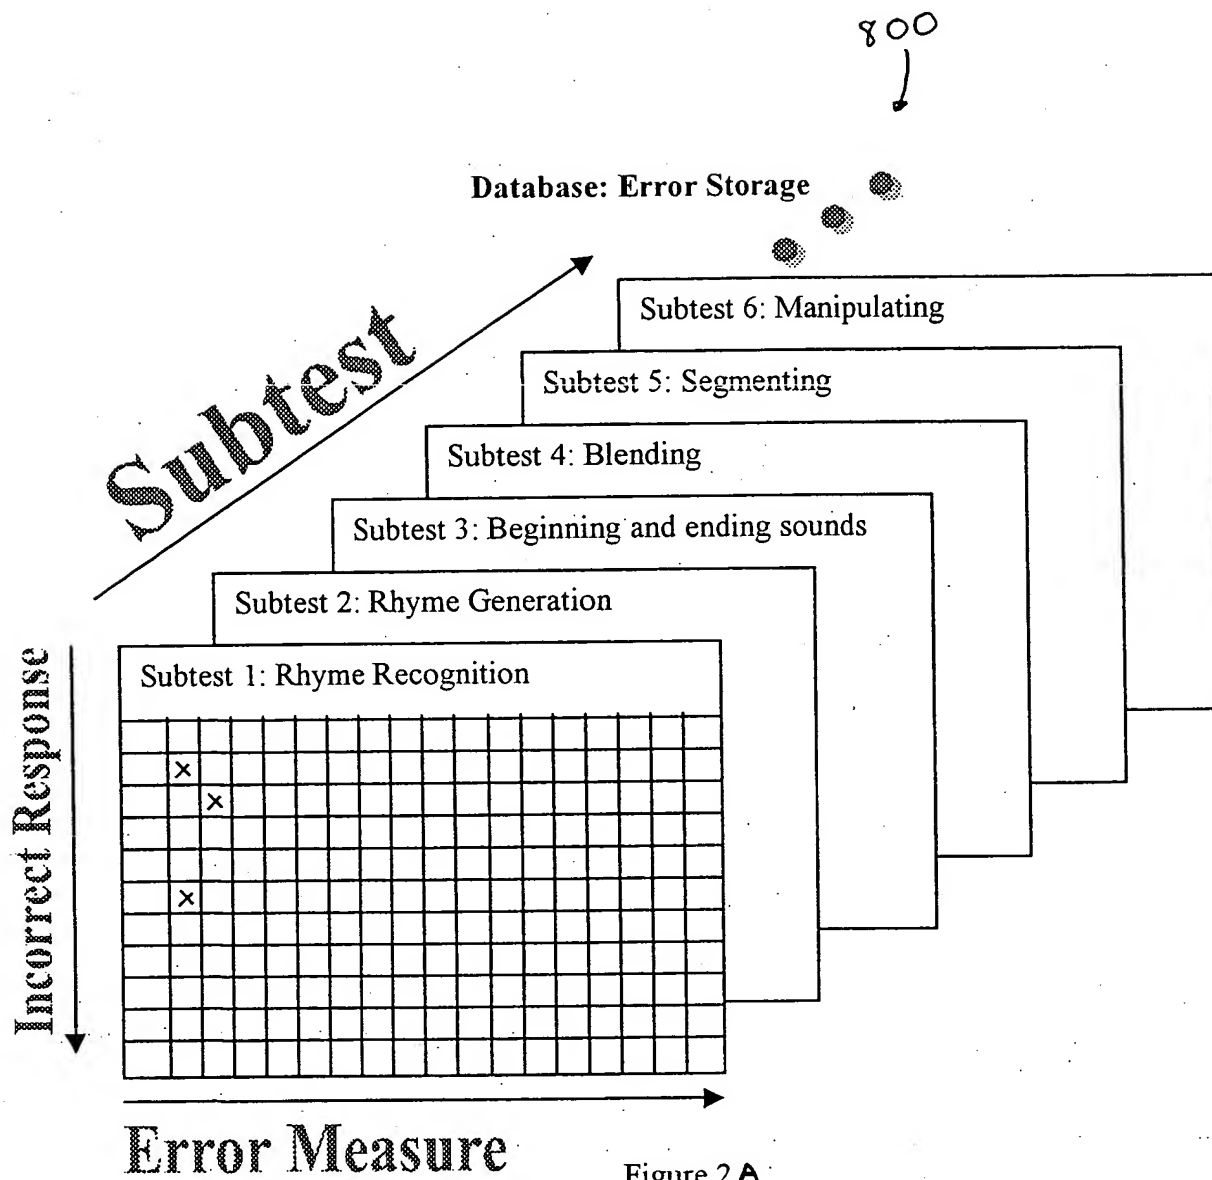 800
Database: Error Storage
Subtest
Subtest 6: Manipulating
Subtest 5: Segmenting
Subtest 4: Blending
Subtest 3: Beginning and ending sounds
Subtest 2: Rhyme Generation
Subtest 1: Rhyme Recognition
Incorrect Response
x
x
x
Error Measure
Figure 2 A